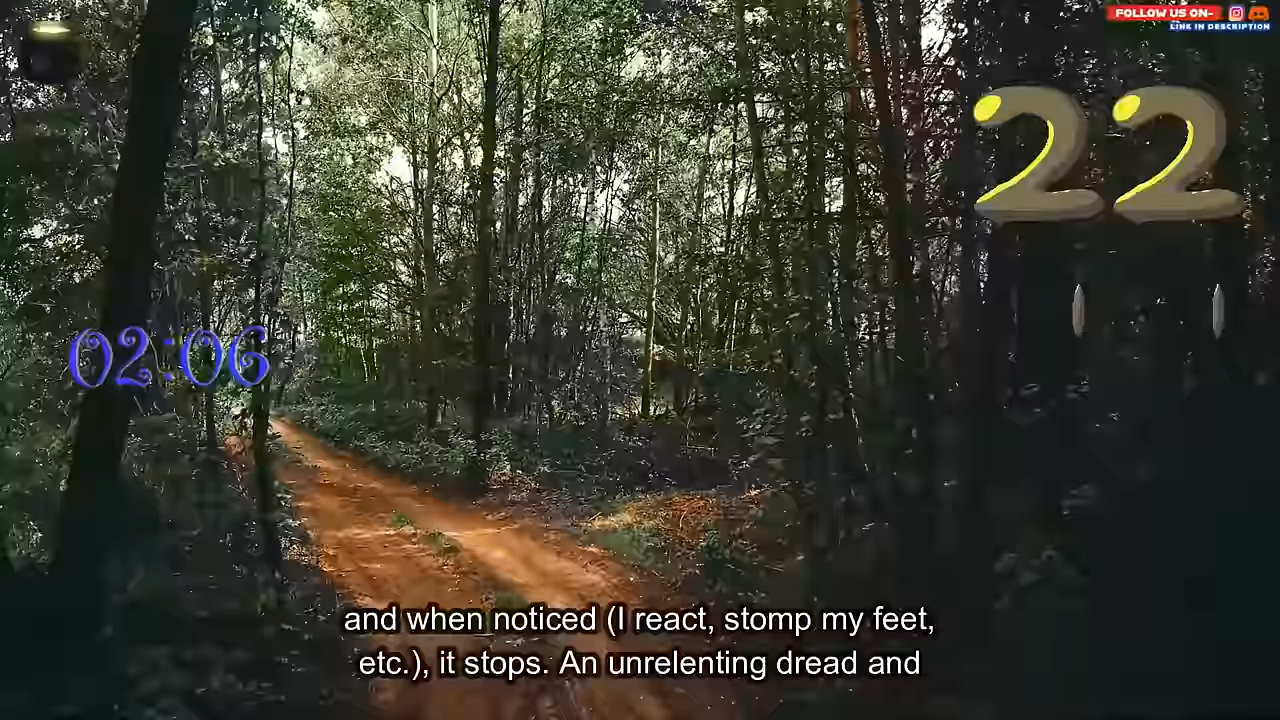 FOLLOW US ON-
LINK IN DESCRIPTION
22
02:06
and when noticed (I react, stomp my feet,
etc.), it stops. An unrelenting dread and